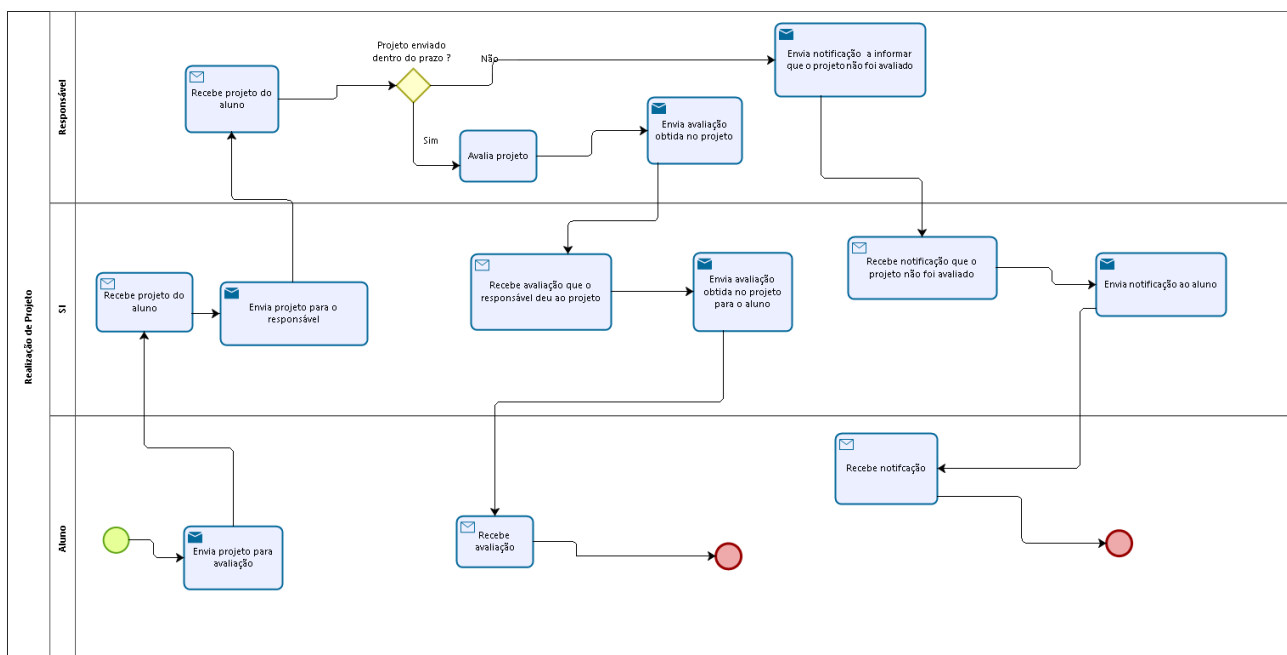 Realização de Projeto
Responsável
Projeto enviado
dentro do prazo ?
Não
Envia notificação a informar
que o projeto não foi avaliado
Recebe projeto do
aluno
Sim
Avalia projeto
Envia avaliação
obtida no projeto
SI
Recebe projeto do
aluno
Envia projeto para o
responsável
Recebe avaliação que o
responsável deu ao projeto
Envia avaliação
obtida no projeto
para o aluno
Recebe notificação que o
projeto não foi avaliado
Envia notificação ao aluno
Aluno
Envia projeto para
avaliação
Recebe
avaliação
Recebe notifcação